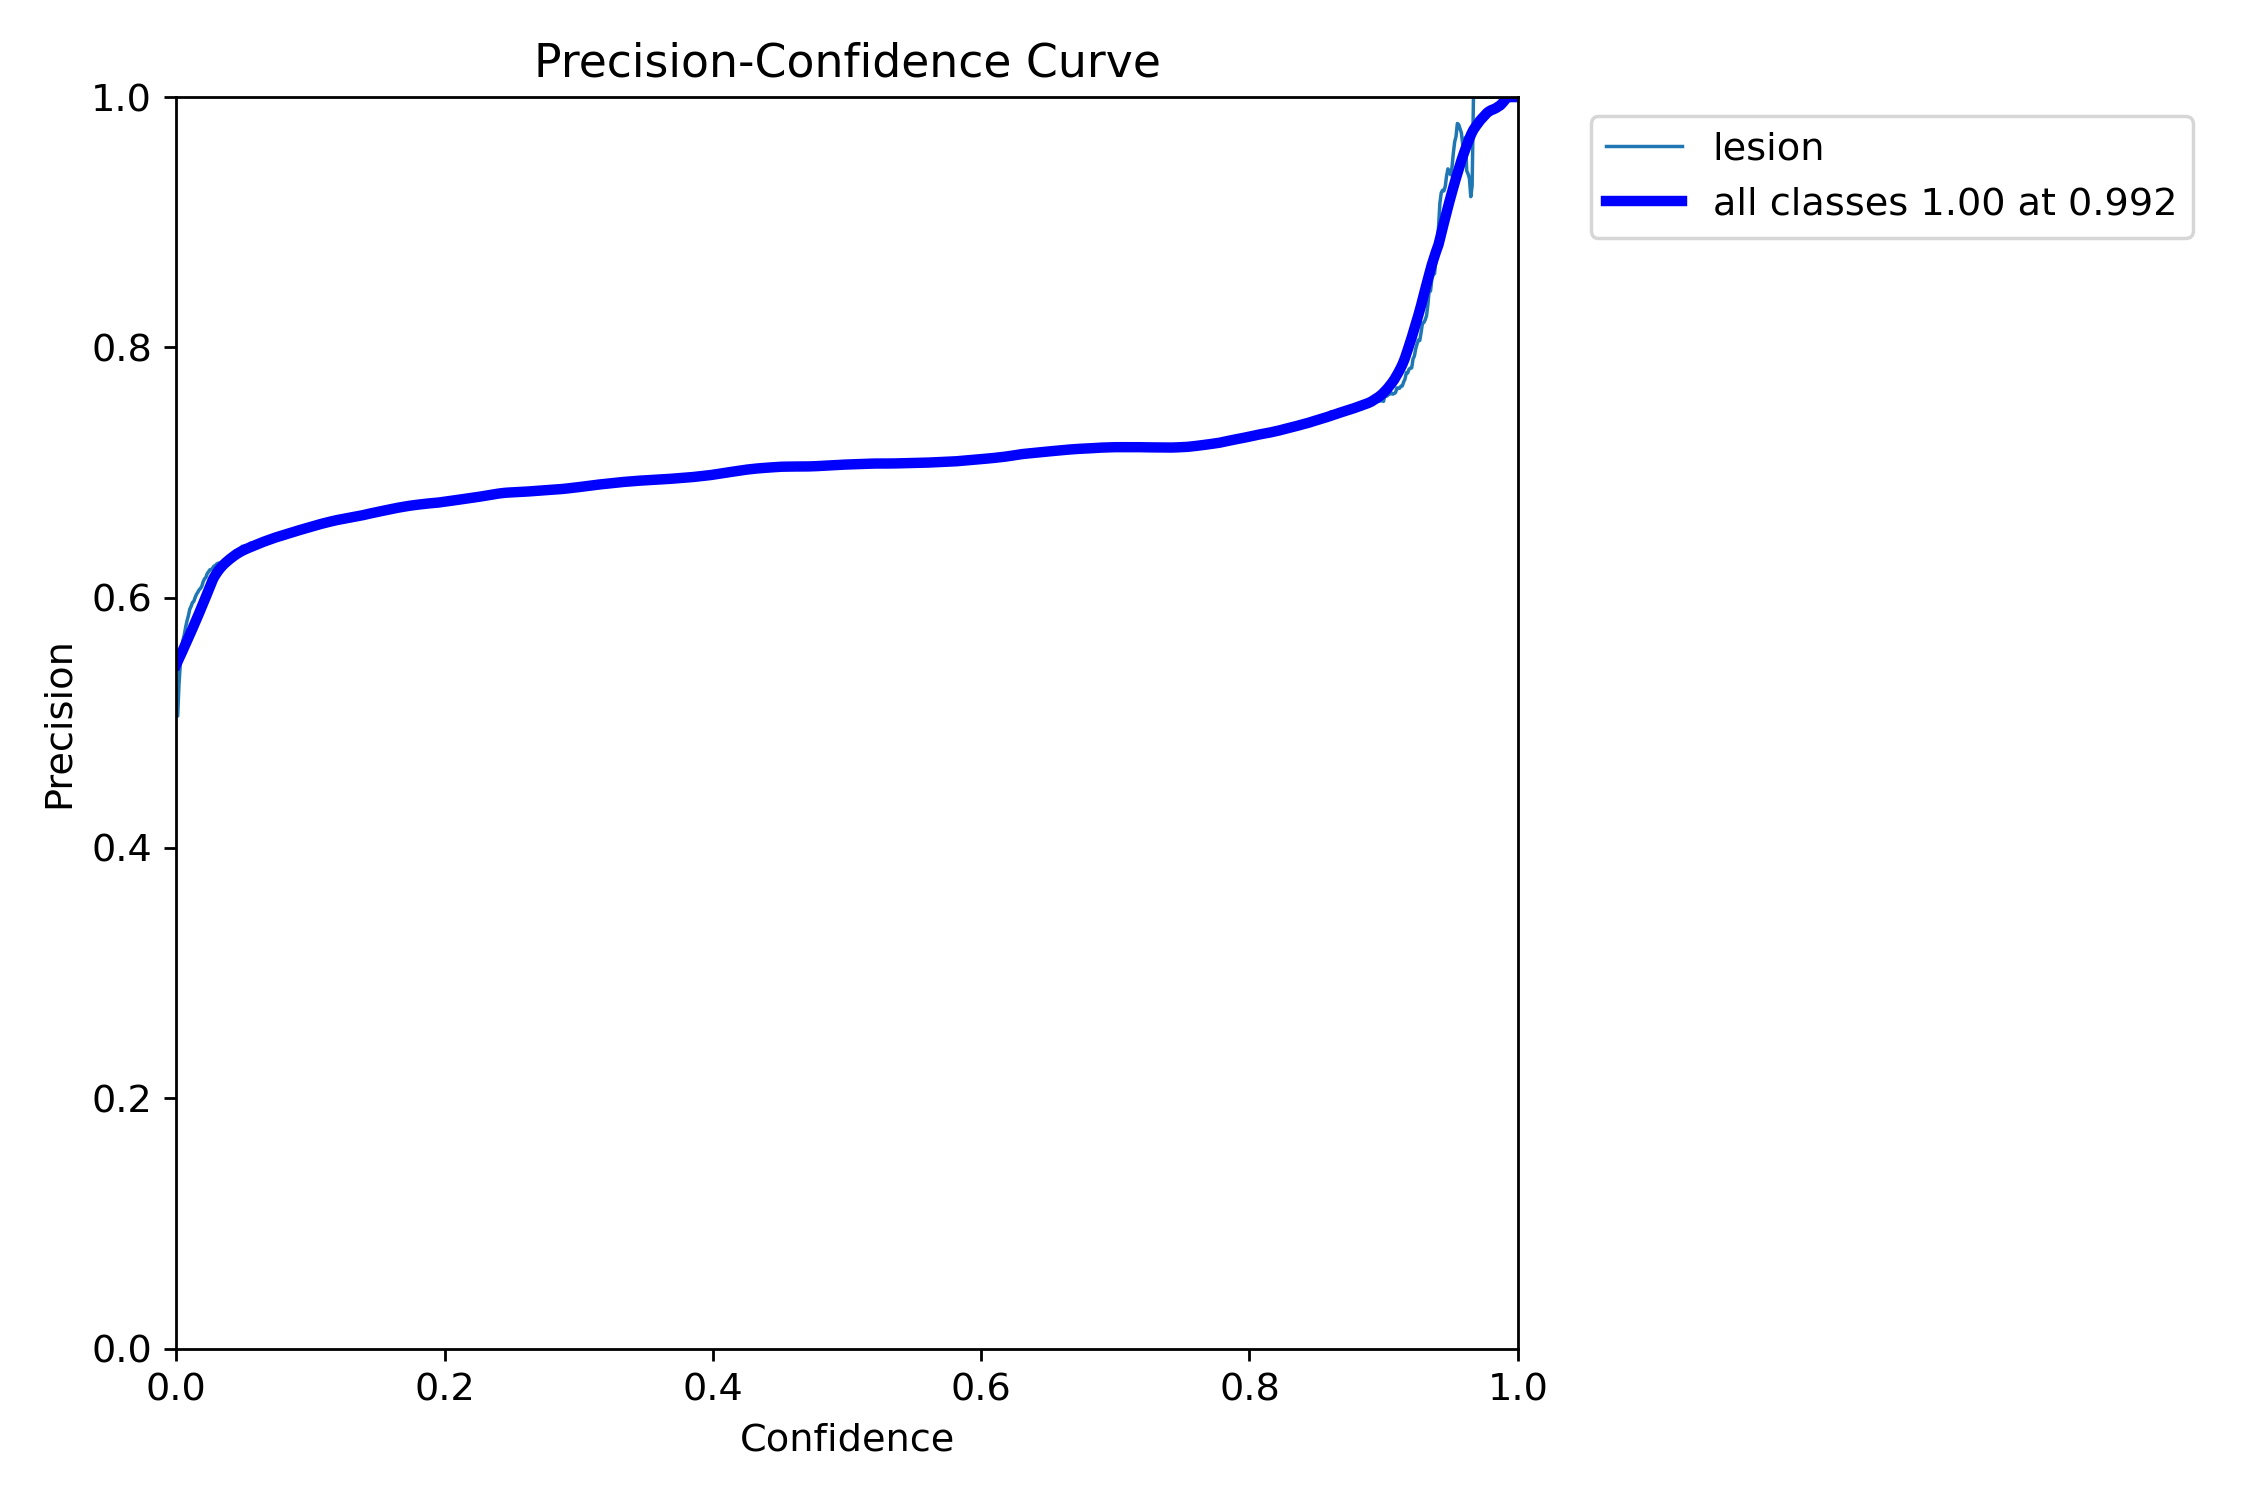 Precision-Confidence Curve
1.0
0.8
0.6
0.4
0.2
0.0
Precision
0.0 0.2 0.4 0.6 0.8 1.0
Confidence
lesion
all classes 1.00 at 0.992